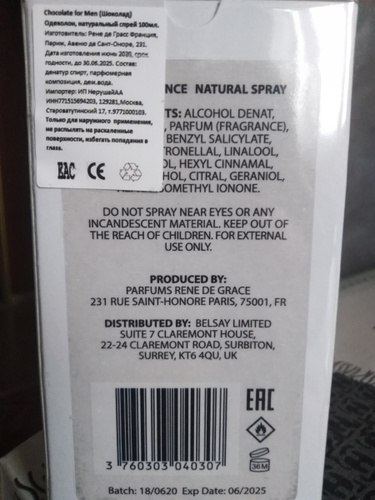 Chocolate for Men (Шоколад)
Одеколон, натуральный спрей 100мл.
Изготовитель: Рене де Грасс Франция,
Париж, Авеню де Сант-Оноре, 231.
Дата изготовления июнь 2020, срок
годности, до 30.06.2025. Состав:
денатур спирт, парфюмерная
композиция, деи.вода.
Импортер: ИП НерушайАА
ИНН771315694203, 129281,Москва,
Староватутинский 17, т.9771000103.
Только для наружного применения,
не распылять на раскаленные
поверхности, избегать попадания в
глаза.
EAC CE
NCE NATURAL SPRAY
TS: ALCOHOL DENAT,
, PARFUM (FRAGRANCE),
BENZYL SALICYLATE,
TRONELLAL, LINALOOL,
OL, HEXYL CINNAMAL,
HOL, CITRAL, GERANIOL,
SOMETHYL IONONE.
DO NOT SPRAY NEAR EYES OR ANY
INCANDESCENT MATERIAL. KEEP OUT OF
THE REACH OF CHILDREN. FOR EXTERNAL
USE ONLY.
PRODUCED BY:
PARFUMS RENE DE GRACE
231 RUE SAINT-HONORE PARIS, 75001, FR
DISTRIBUTED BY: BELSAY LIMITED
SUITE 7 CLAREMONT HOUSE,
22-24 CLAREMONT ROAD, SURBITON,
SURREY, KT6 4QU, UK
EAC
36M
3 760303 040307
Batch: 18/0620 Exp Date: 06/2025